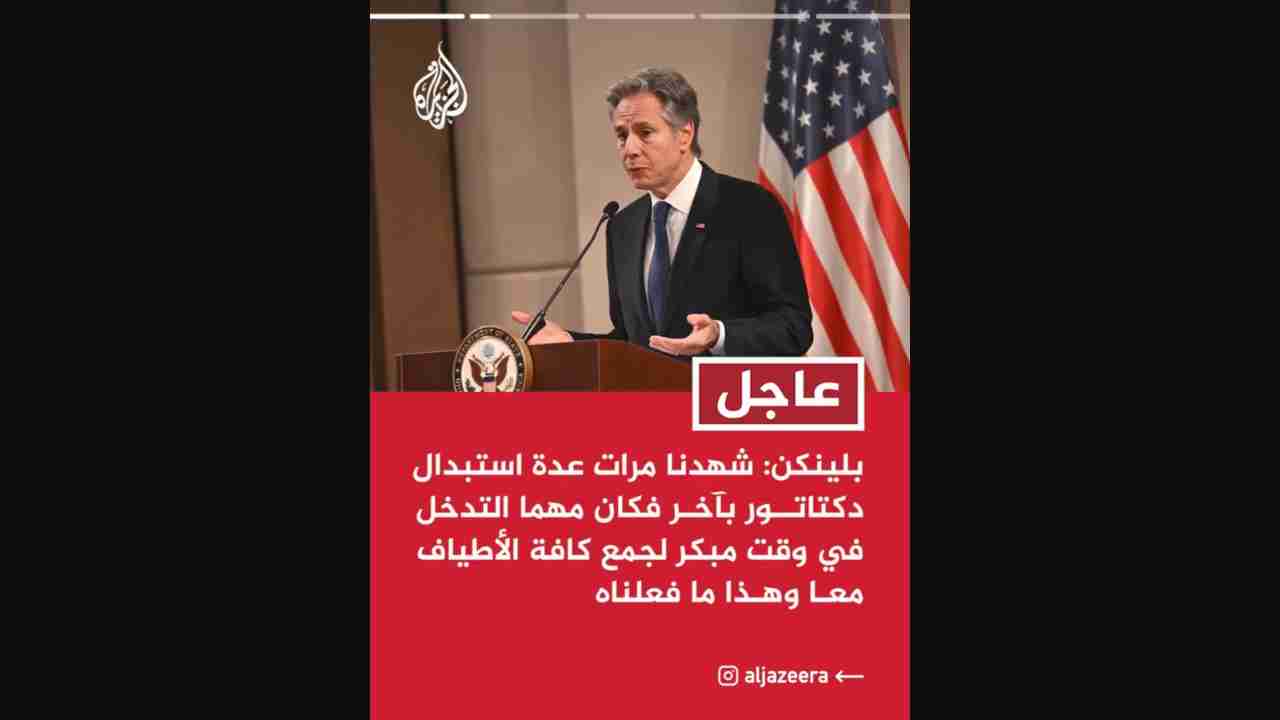 الجزيرة
عاجل
بلينكن: شهدنا مرات عدة استبدال
دكتاتـــور بآخـر فكان مهما التدخل
في وقت مبكر لجمع كافة الأطياف
معـا وهـذا ما فعلناه
aljazeera